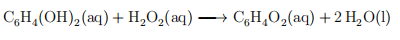 C₆H₄(OH)₂(aq) + H₂O₂(aq) ⟶ C₆H₄O₂(aq) + 2 H₂O(l)